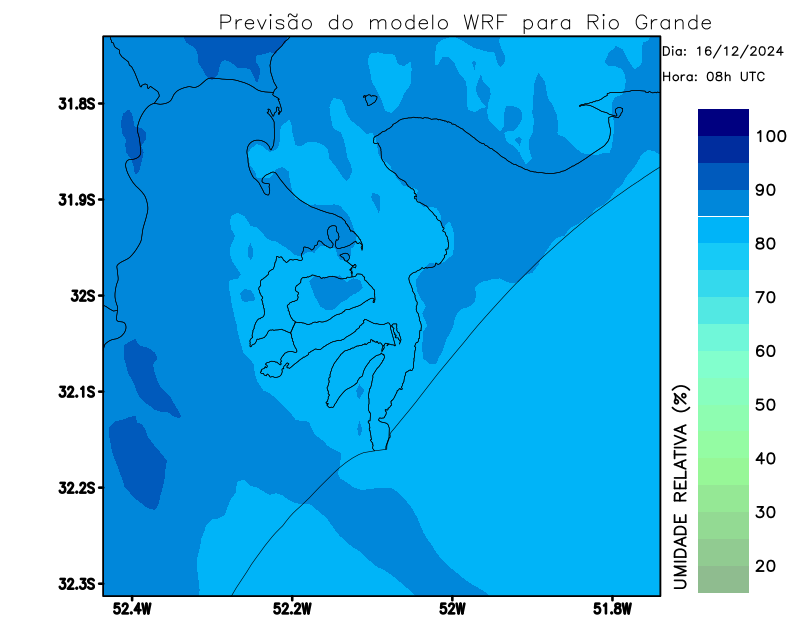 Previsão do modelo WRF para Rio Grande
Dia: 16/12/2024
Hora: 08h UTC
31.8S
31.9S
32S
32.1S
32.2S
32.3S
52.4W
52.2W
52W
51.8W
100
90
80
70
60
50
40
30
20
UMIDADE RELATIVA (%)